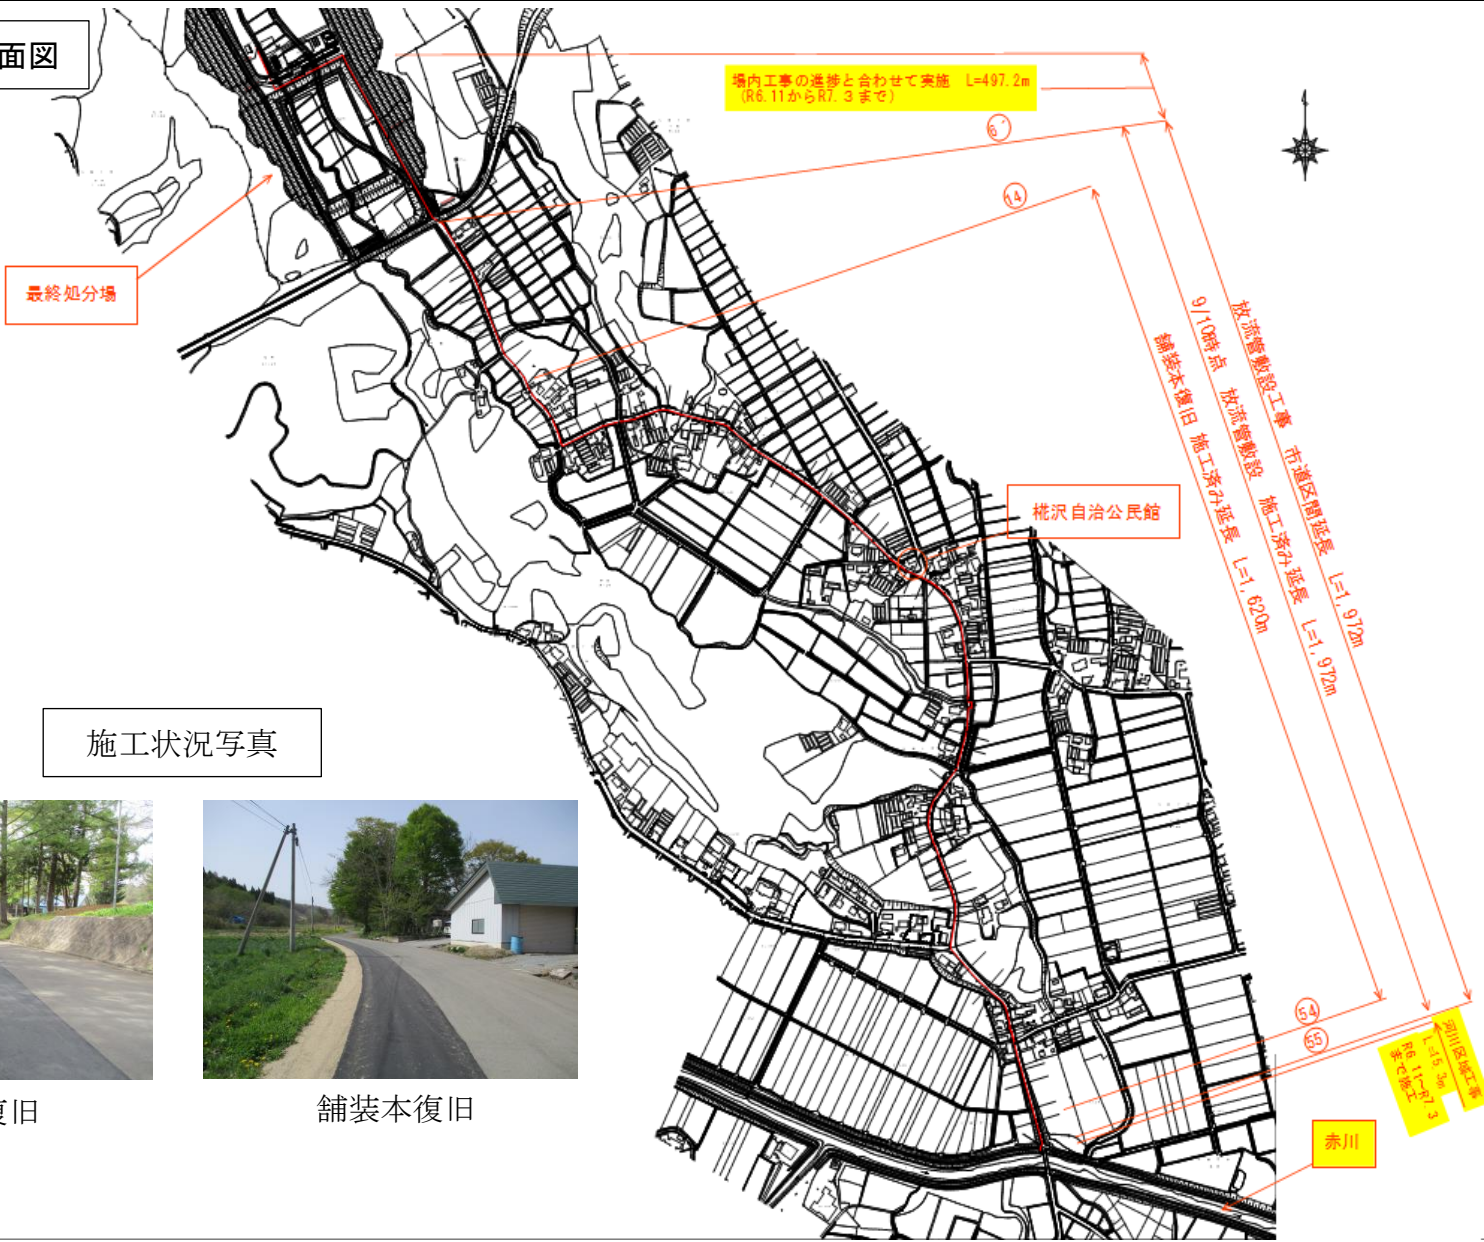 面図
場内工事の進捗と合わせて実施 L=497.2m
(R6.11からR7.3まで)
6
14
最終処分場
放流管敷設工事 市道区間延長 L=1,972m
9/10時点 放流管敷設 施工済み延長 L=1,972m
舗装本復旧 施工済み延長 L=1,620m
椛沢自治公民館
施工状況写真
復旧
舗装本復旧
54
55
河川区域工事
L=45.3m
R6.11~R7.3
まで施工
赤川